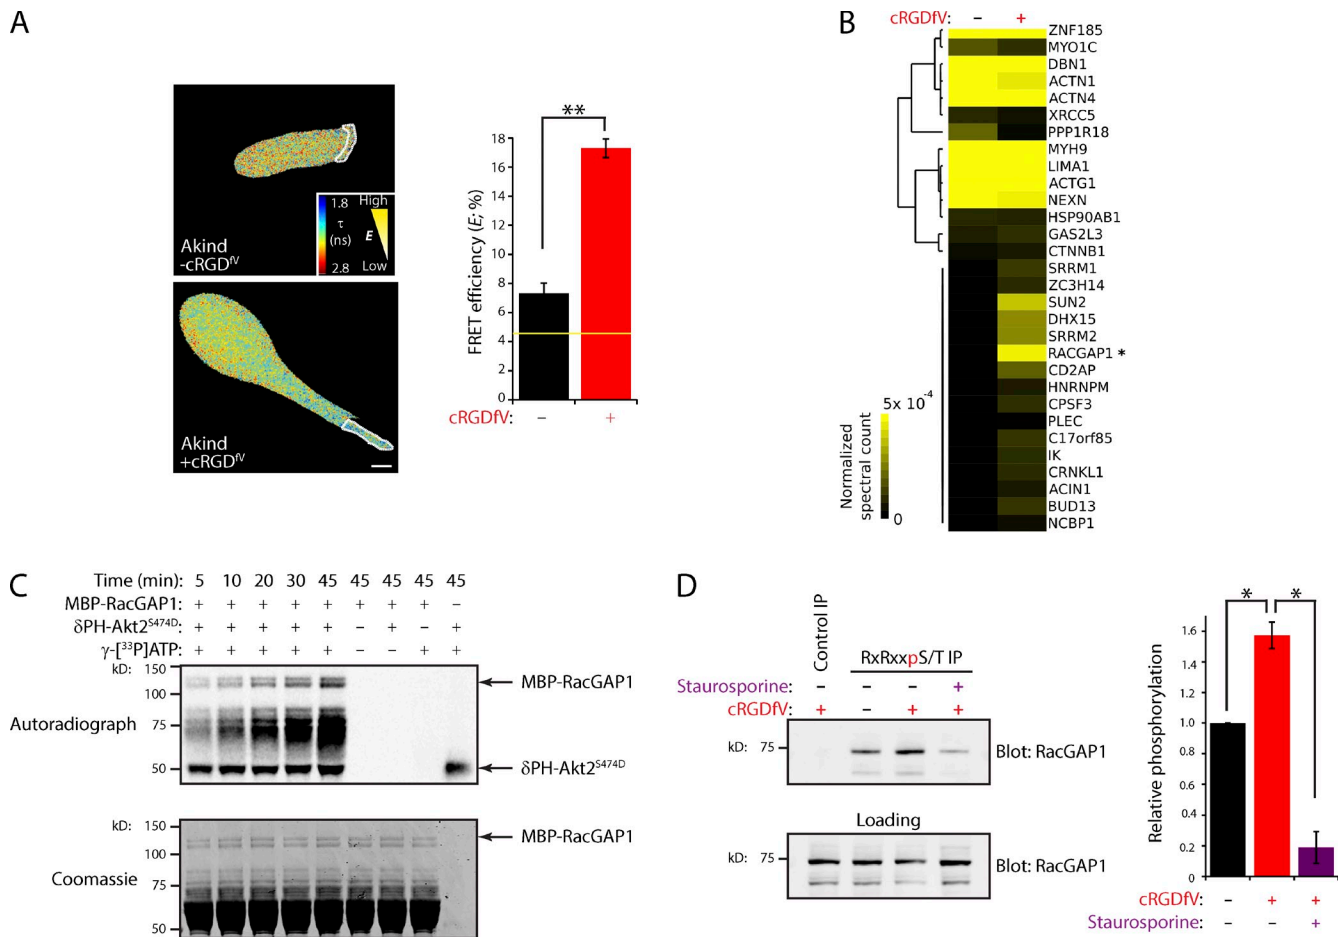 A
Akind
-cRGDfV
1.8
τ
(ns)
2.8
High
E
Low
Akind
+cRGDfV
**
FRET efficiency (E; %)
18
16
14
12
10
8
6
4
2
0
cRGDfV: – +
B
cRGDfV: – +
ZNF185
MYO1C
DBN1
ACTN1
ACTN4
XRCC5
PPP1R18
MYH9
LIMA1
ACTG1
NEXN
HSP90AB1
GAS2L3
CTNNB1
SRRM1
ZC3H14
SUN2
DHX15
SRRM2
RACGAP1 *
CD2AP
HNRNPM
CPSF3
PLEC
C17orf85
IK
CRNKL1
ACIN1
BUD13
NCBP1
5x 10-4
Normalized
spectral count
0
C
Time (min): 5 10 20 30 45 45 45 45 45
MBP-RacGAP1: + + + + + + + + –
δPH-Akt2S474D: + + + + + – + – +
γ-[33P]ATP: + + + + + – – + +
kD: 150
100
75
50
Autoradiograph
MBP-RacGAP1
δPH-Akt2S474D
kD: 150
100
75
50
Coomassie
MBP-RacGAP1
D
Control IP
RxRxxpS/T IP
Staurosporine: – – – +
cRGDfV: + – + +
kD: 75
Blot: RacGAP1
Loading
kD: 75
Blot: RacGAP1
* *
Relative phosphorylation
1.6
1.4
1.2
1.0
0.8
0.6
0.4
0.2
0
cRGDfV: – + +
Staurosporine: – – +